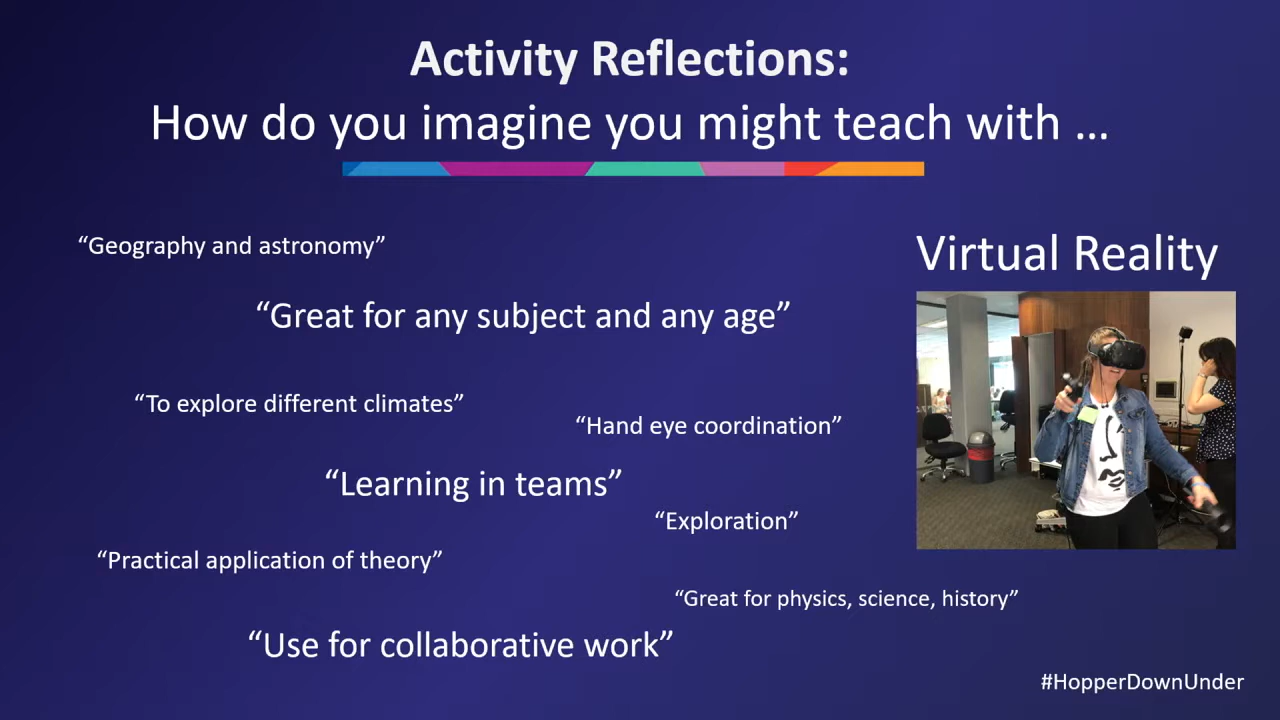 Activity Reflections:
How do you imagine you might teach with ...
“Geography and astronomy”
Virtual Reality
“Great for any subject and any age”
“To explore different climates”
“Hand eye coordination”
“Learning in teams”
“Exploration”
“Practical application of theory”
“Great for physics, science, history”
“Use for collaborative work”
#HopperDownUnder